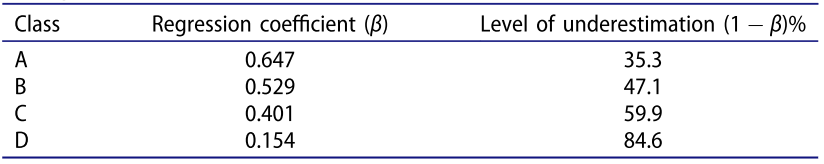 Class Regression coefficient (β) Level of underestimation (1 − β)%
A 0.647 35.3
B 0.529 47.1
C 0.401 59.9
D 0.154 84.6